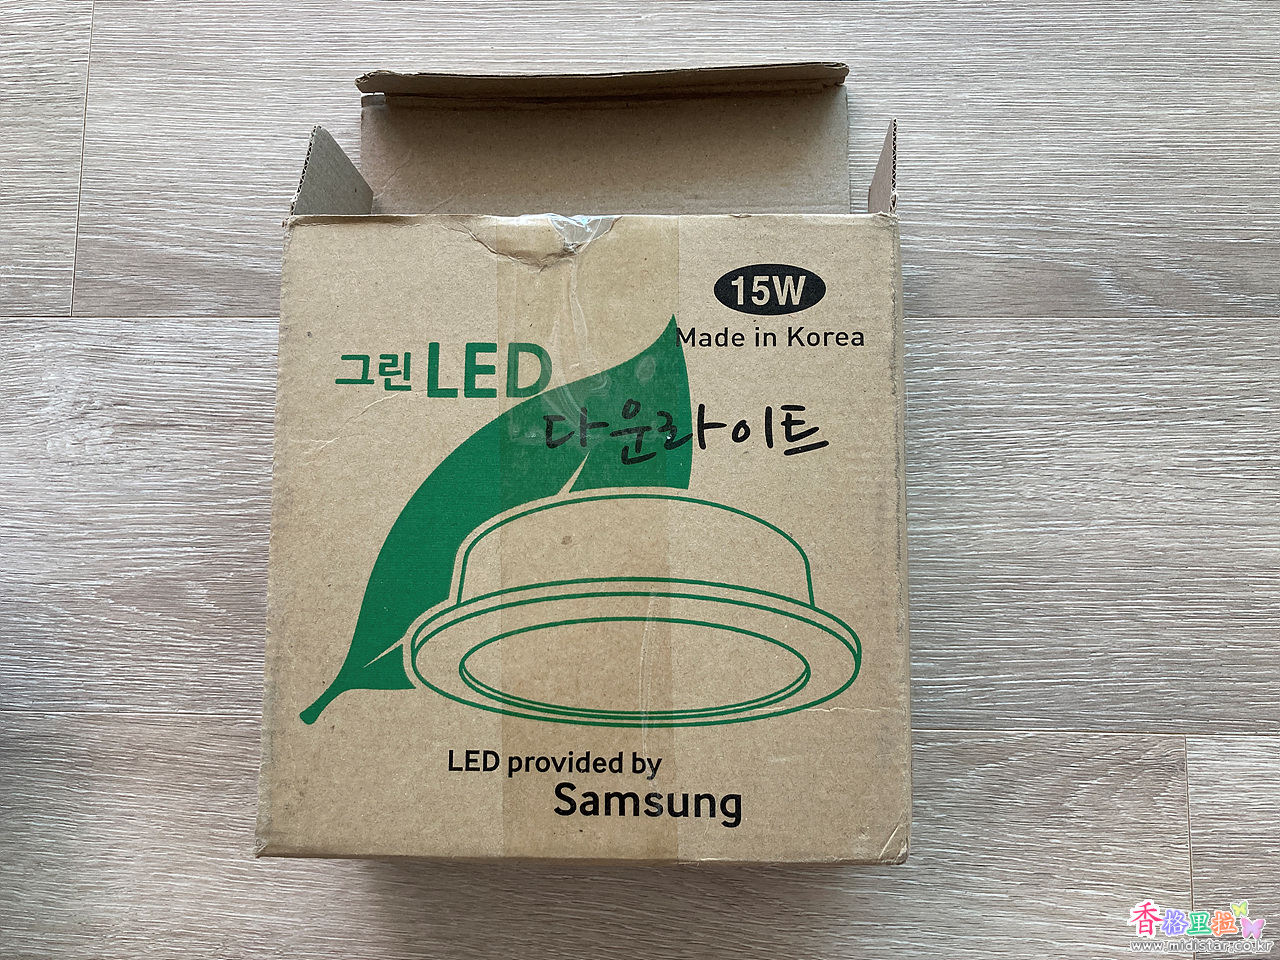 15W
Made in Korea
그린 LED
다운라이트
LED provided by
Samsung
香格里拉
www.midistar.co.kr